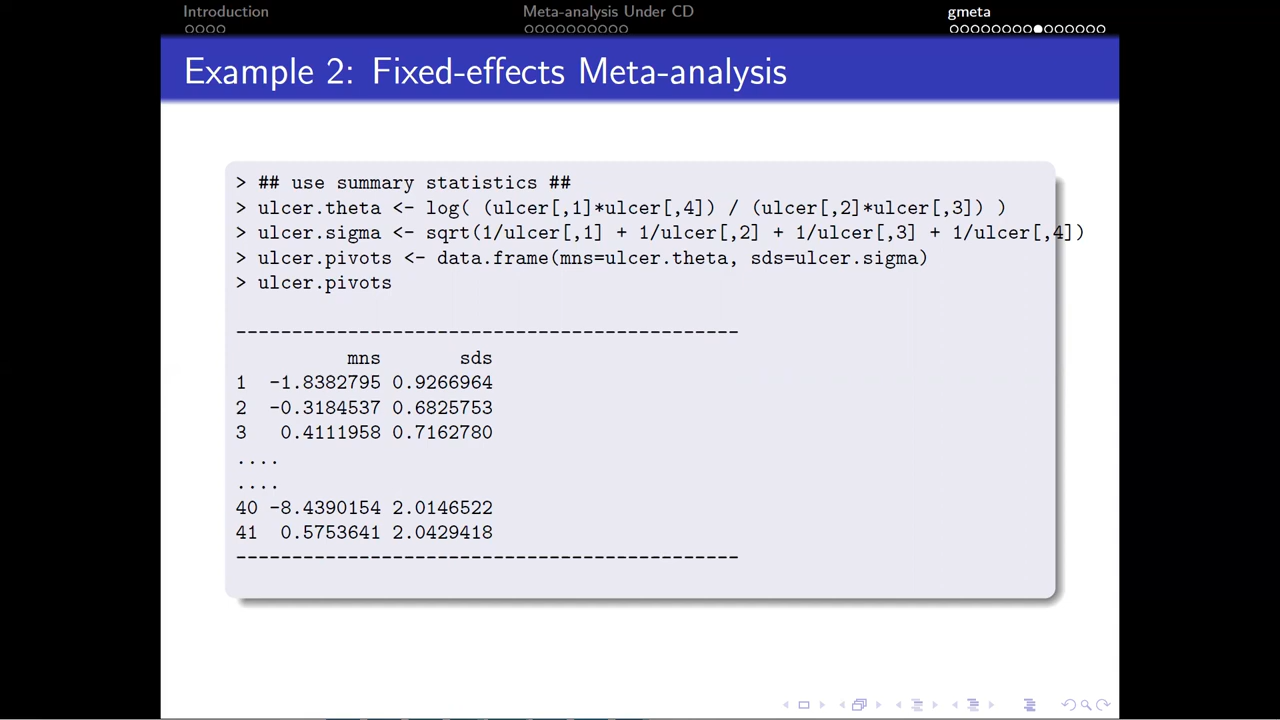 Introduction
Meta-analysis Under CD
gmeta
Example 2: Fixed-effects Meta-analysis
> ## use summary statistics ##
> ulcer.theta <- log( (ulcer[,1]*ulcer[,4]) / (ulcer[,2]*ulcer[,3]) )
> ulcer.sigma <- sqrt(1/ulcer[,1] + 1/ulcer[,2] + 1/ulcer[,3] + 1/ulcer[,4])
> ulcer.pivots <- data.frame(mns=ulcer.theta, sds=ulcer.sigma)
> ulcer.pivots
---------------------------------------------
mns sds
1 -1.8382795 0.9266964
2 -0.3184537 0.6825753
3 0.4111958 0.7162780
....
....
40 -8.4390154 2.0146522
41 0.5753641 2.0429418
---------------------------------------------